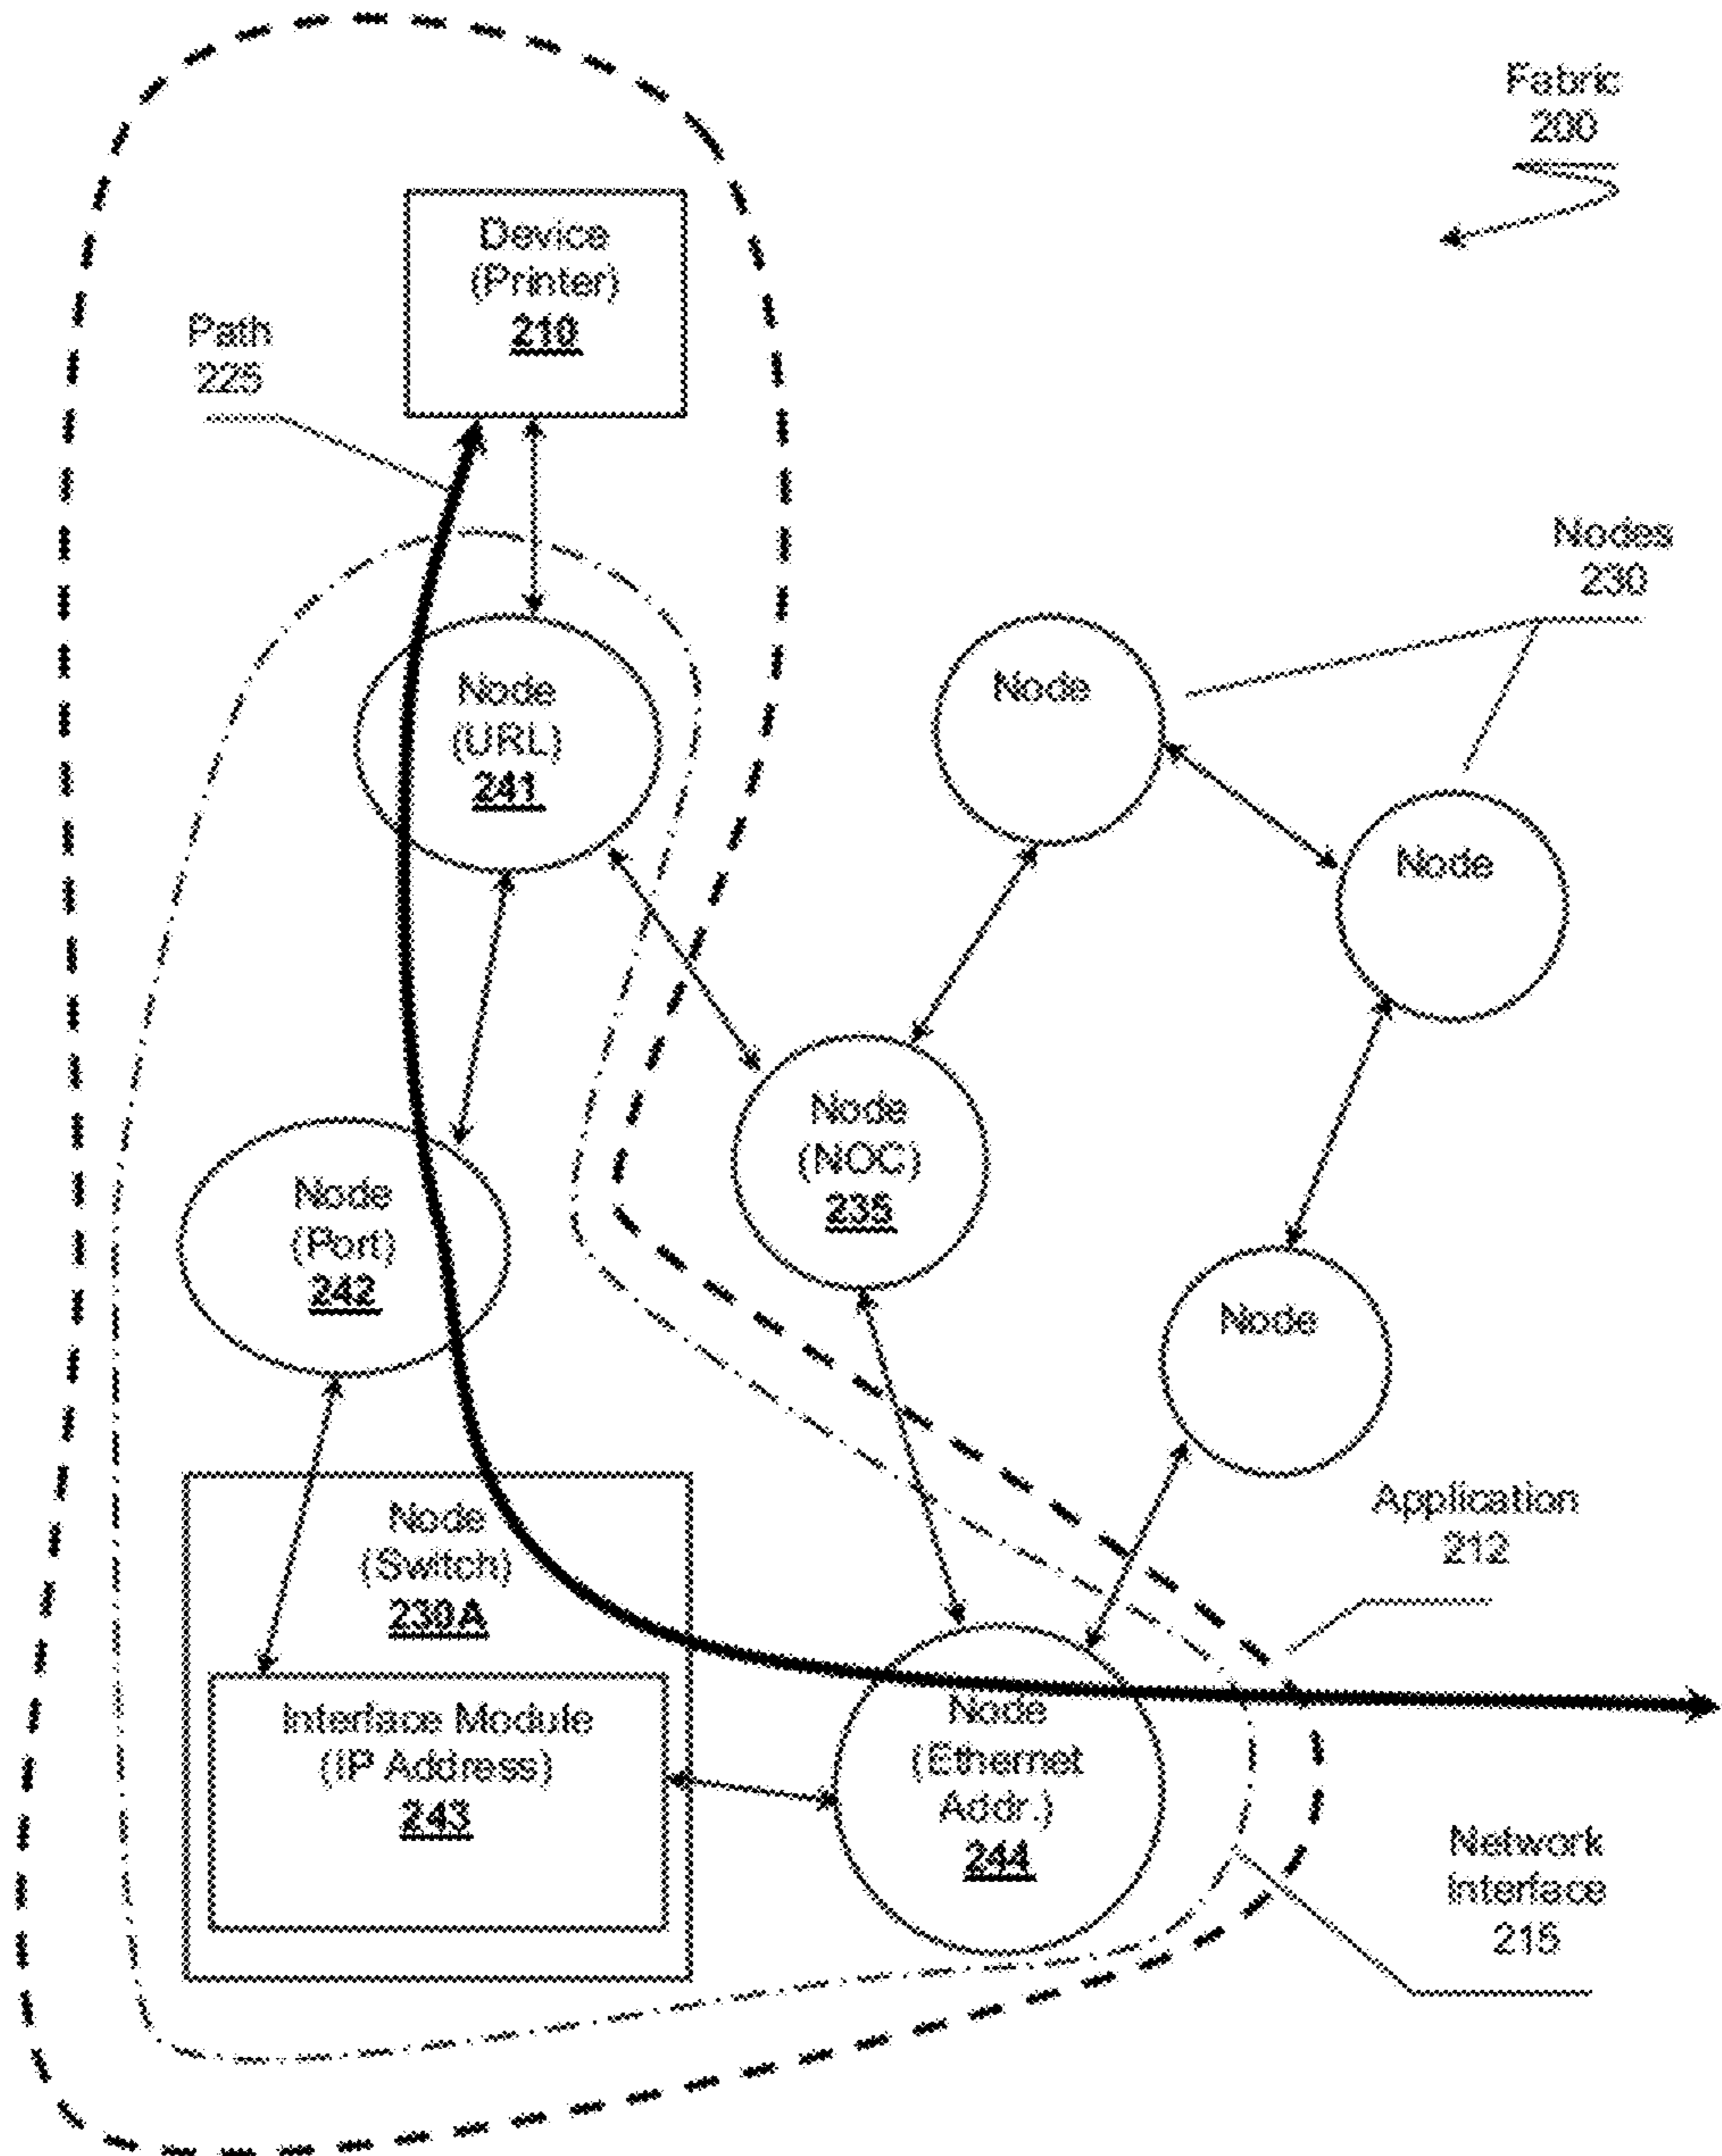 Fabric
200
Device
(Printer)
210
Path
225
Nodes
230
Node
(URL)
241
Node
Node
Node
(NOC)
235
Node
(Port)
242
Node
Node
(Switch)
230A
Application
212
Interface Module
(IP Address)
243
Node
(Ethernet
Addr.)
244
Network
Interface
215